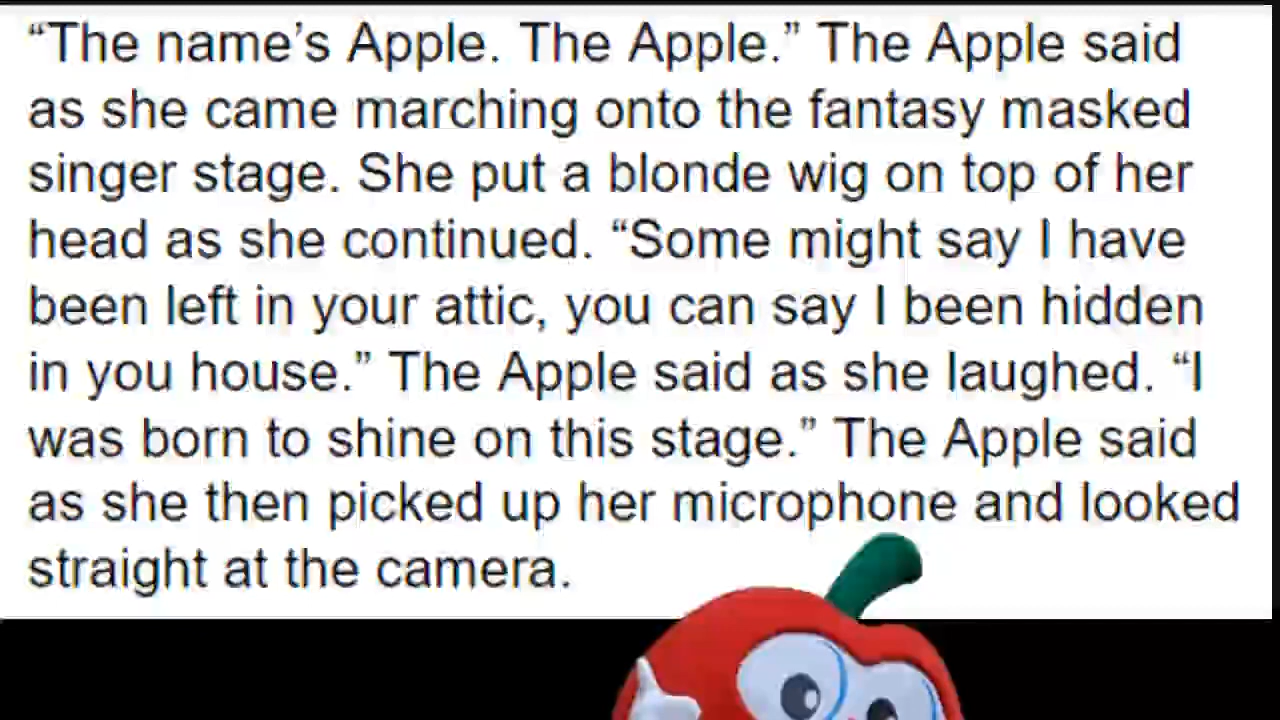 “The name’s Apple. The Apple.” The Apple said
as she came marching onto the fantasy masked
singer stage. She put a blonde wig on top of her
head as she continued. “Some might say I have
been left in your attic, you can say I been hidden
in you house.” The Apple said as she laughed. “I
was born to shine on this stage.” The Apple said
as she then picked up her microphone and looked
straight at the camera.